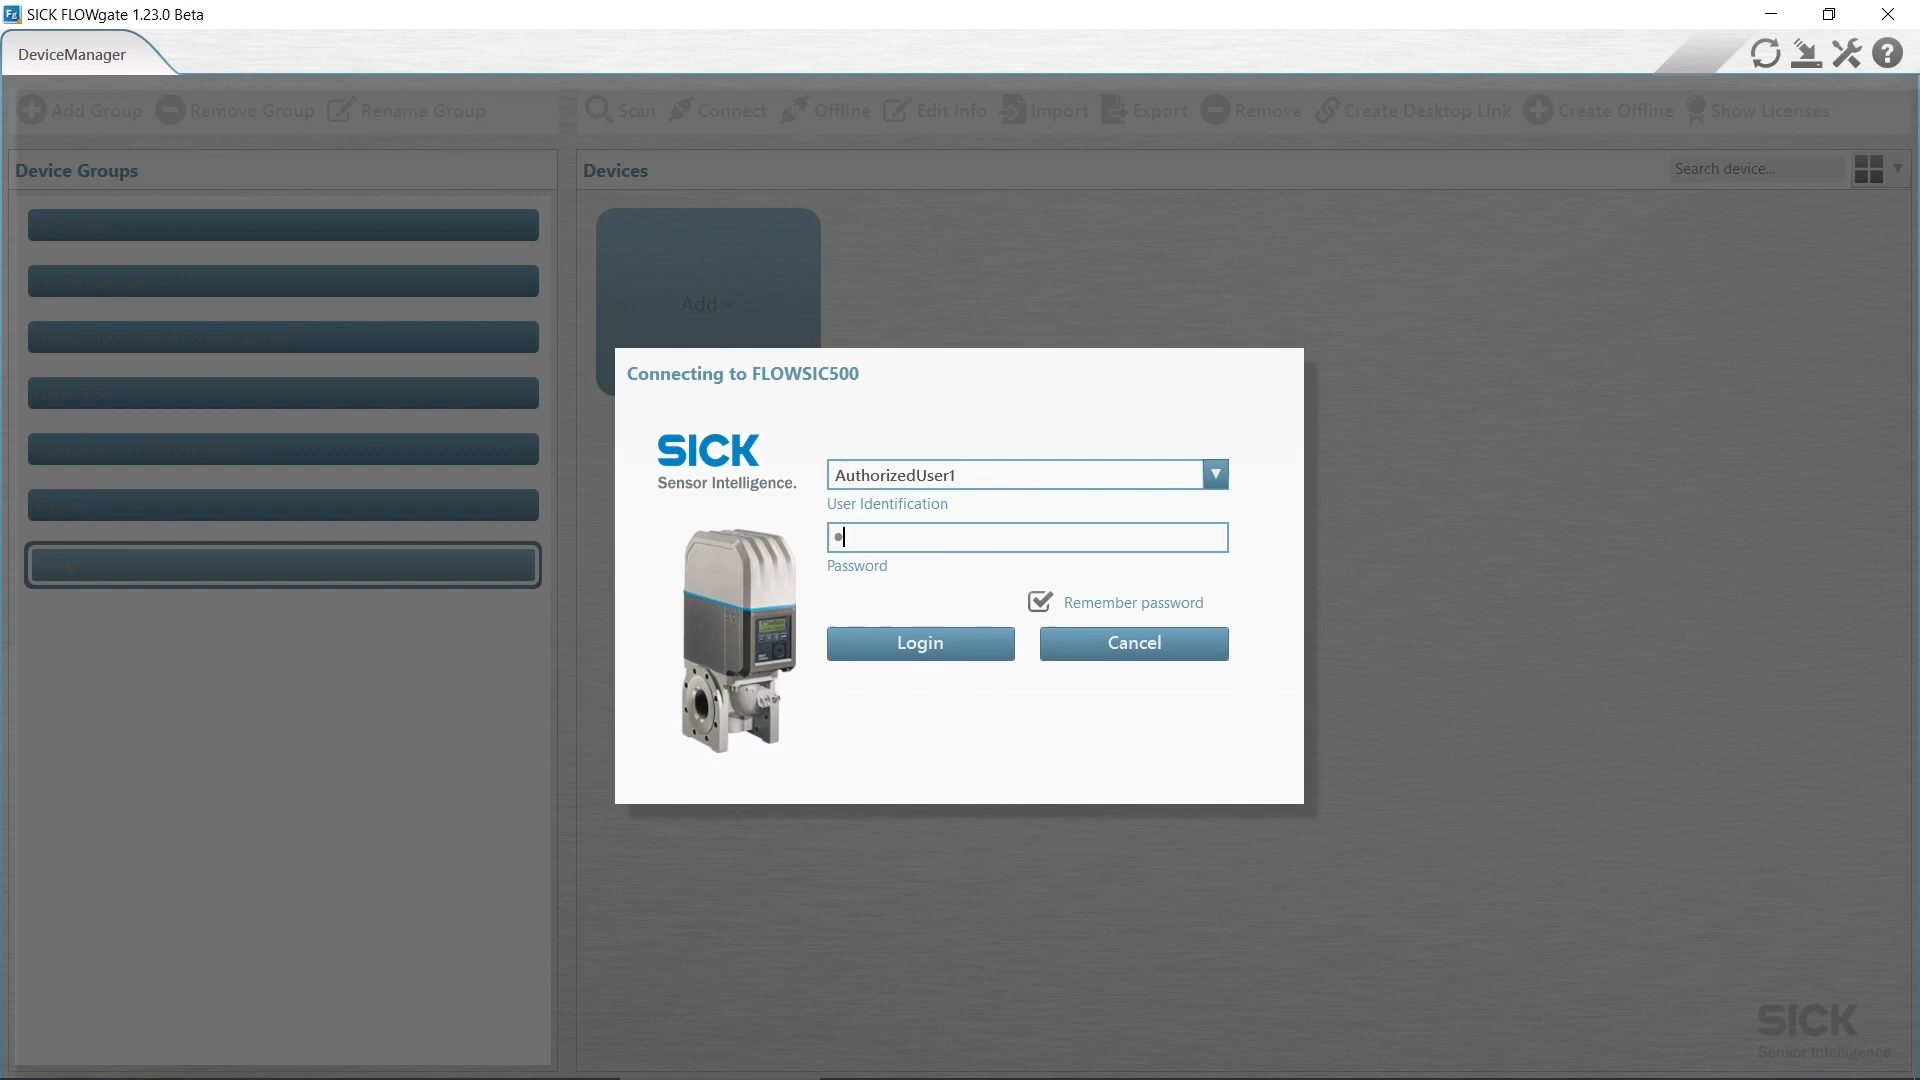 SICK FLOWgate 1.23.0 Beta
DeviceManager
Add Group
Remove Group
Rename Group
Scan
Connect
Offline
Edit Info
Import
Export
Remove
Create Desktop Link
Create Offline
Show Licenses
Device Groups
Devices
Search device...
Add +
Connecting to FLOWSIC500
SICK
Sensor Intelligence.
AuthorizedUser1
User Identification
Password
Remember password
Login
Cancel
SICK
Sensor Intelligence.